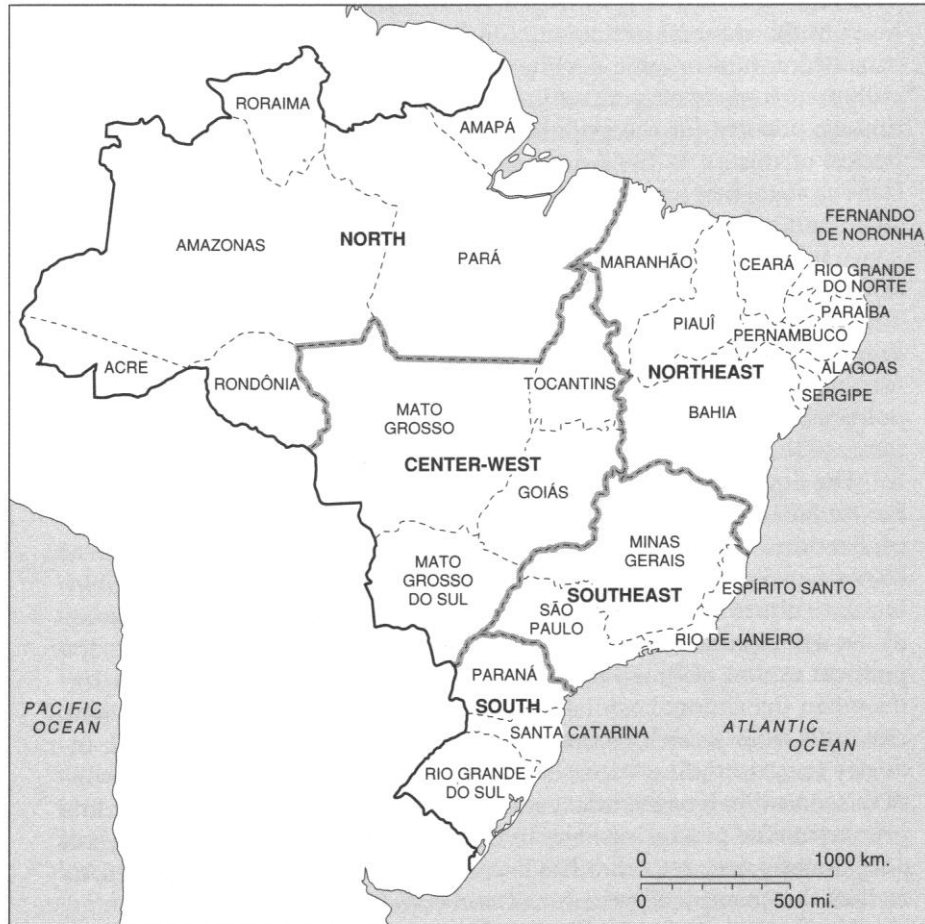 RORAIMA
AMAPÁ
AMAZONAS
NORTH
PARÁ
ACRE
RONDÔNIA
MARANHÃO
CEARÁ
FERNANDO
DE NORONHA
RIO GRANDE
DO NORTE
PARAÍBA
PIAUÎ
PERNAMBUCO
ALAGOAS
SERGIPE
NORTHEAST
BAHIA
TOCANTINS
MATO
GROSSO
CENTER-WEST
GOIÁS
MATO
GROSSO
DO SUL
MINAS
GERAIS
ESPÍRITO SANTO
SOUTHEAST
SÃO
PAULO
RIO DE JANEIRO
PARANÁ
SOUTH
SANTA CATARINA
RIO GRANDE
DO SUL
PACIFIC
OCEAN
ATLANTIC
OCEAN
0 1000 km.
0 500 mi.